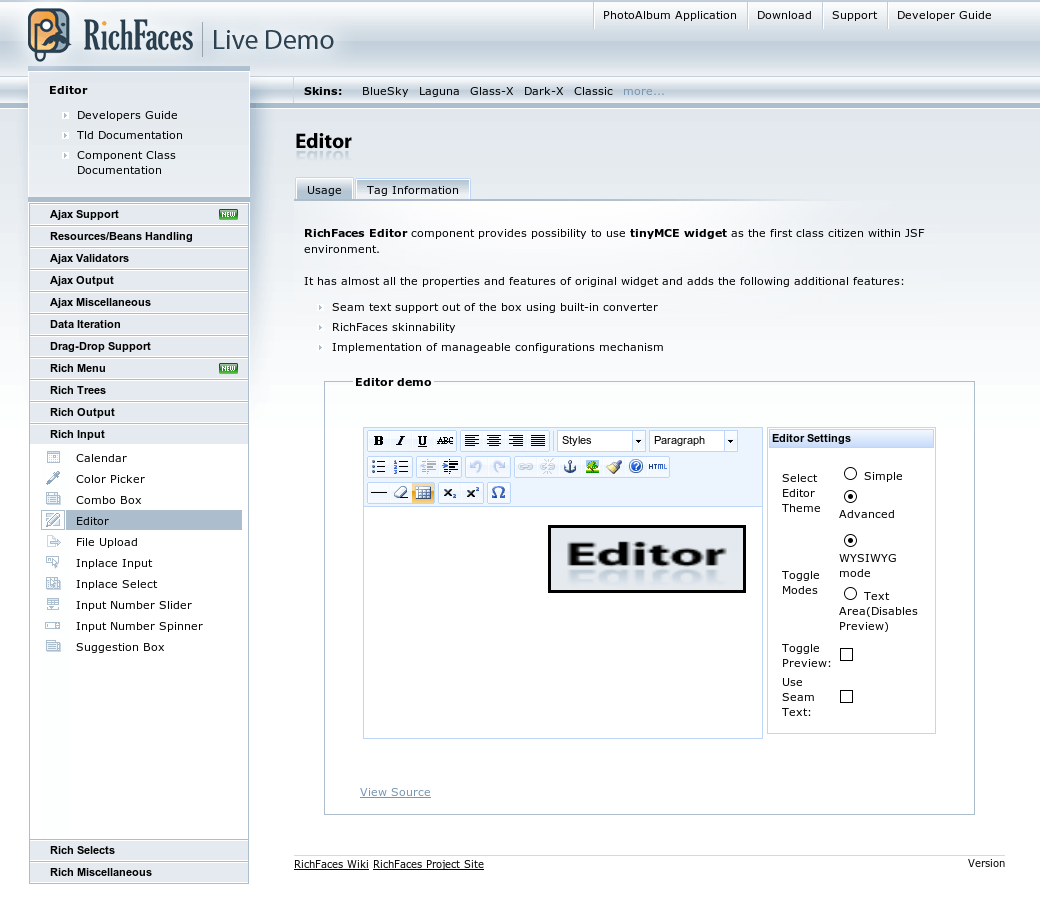 RichFaces Live Demo
PhotoAlbum Application Download Support Developer Guide
Skins: BlueSky Laguna Glass-X Dark-X Classic more...
Editor
Developers Guide
Tld Documentation
Component Class
Documentation
Ajax Support NEW
Resources/Beans Handling
Ajax Validators
Ajax Output
Ajax Miscellaneous
Data Iteration
Drag-Drop Support
Rich Menu NEW
Rich Trees
Rich Output
Rich Input
Calendar
Color Picker
Combo Box
Editor
File Upload
Inplace Input
Inplace Select
Input Number Slider
Input Number Spinner
Suggestion Box
Rich Selects
Rich Miscellaneous
Editor
Usage Tag Information
RichFaces Editor component provides possibility to use tinyMCE widget as the first class citizen within JSF
environment.
It has almost all the properties and features of original widget and adds the following additional features:
Seam text support out of the box using built-in converter
RichFaces skinnability
Implementation of manageable configurations mechanism
Editor demo
B I U ABC Styles Paragraph
HTML
x₂ x² Ω
Editor
Editor Settings
Select
Editor
Theme
Simple
Advanced
Toggle
Modes
WYSIWYG
mode
Text
Area(Disables
Preview)
Toggle
Preview:
Use
Seam
Text:
View Source
RichFaces Wiki RichFaces Project Site
Version